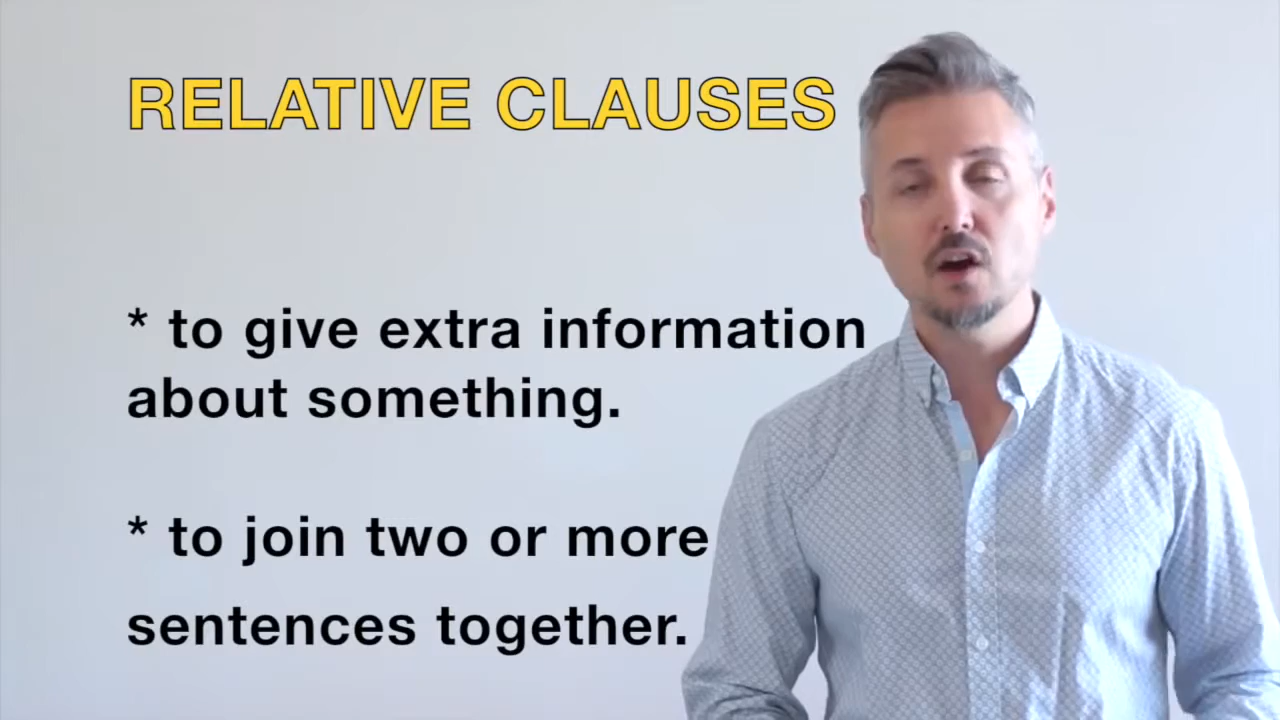 RELATIVE CLAUSES
* to give extra information
about something.
* to join two or more
sentences together.